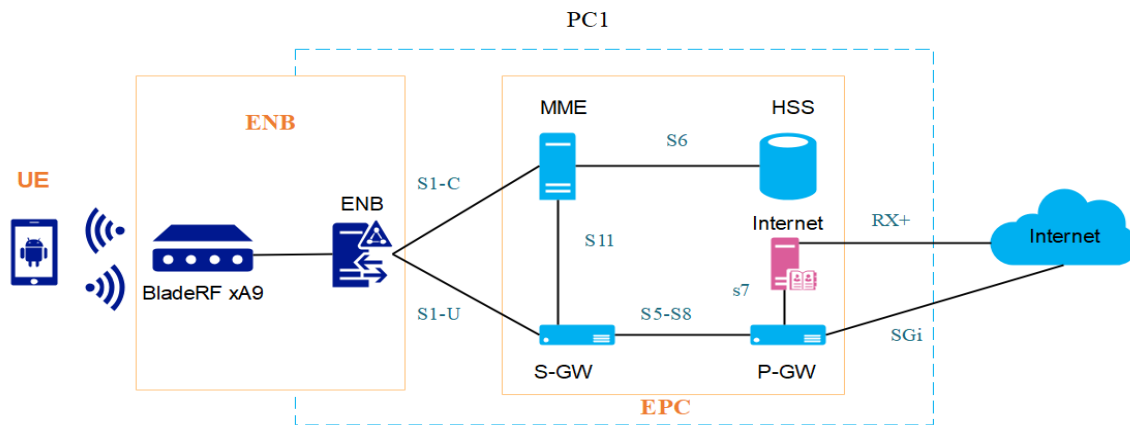 PC1
ENB
MME
HSS
S6
UE
S1-C
ENB
Internet
RX+
S11
Internet
BladeRF xA9
s7
S1-U
S5-S8
SGi
S-GW
P-GW
EPC